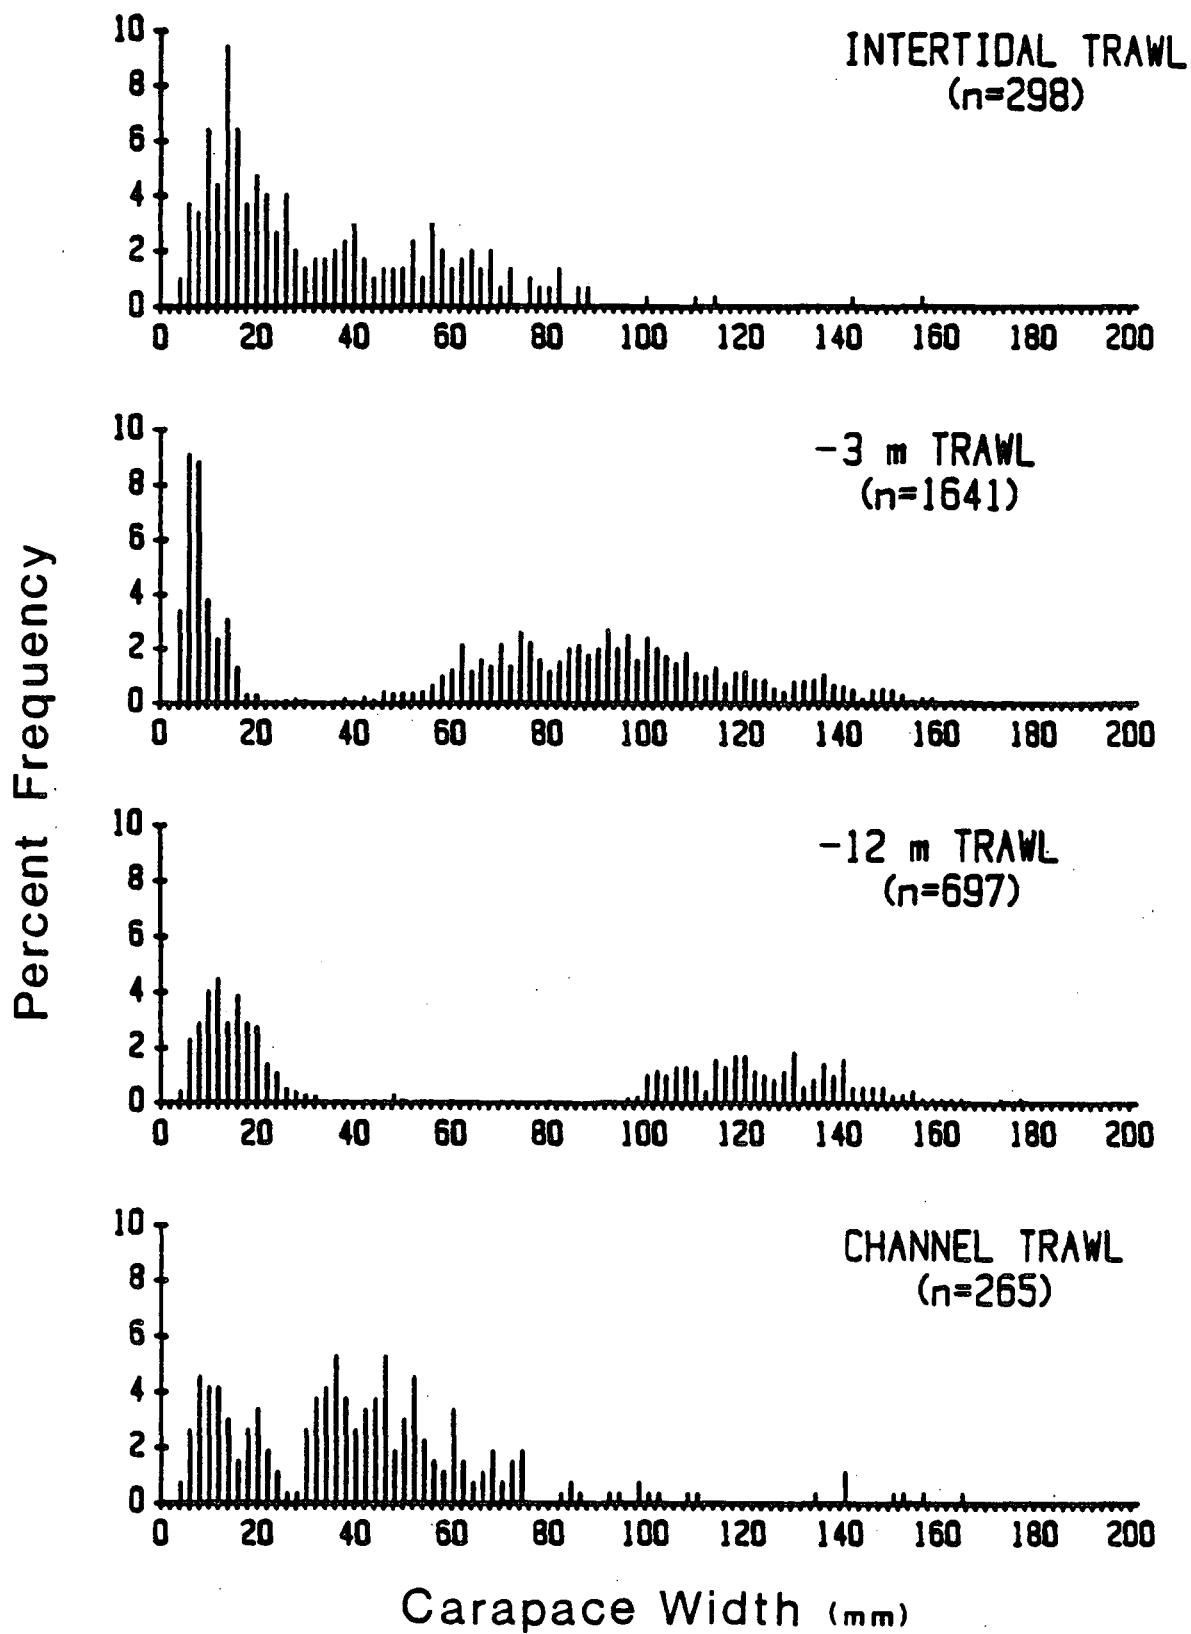 INTERTIDAL TRAWL
(n=298)
10
8
6
4
2
0
0 20 40 60 80 100 120 140 160 180 200
-3 m TRAWL
(n=1641)
10
8
6
4
2
0
0 20 40 60 80 100 120 140 160 180 200
Percent Frequency
-12 m TRAWL
(n=697)
10
8
6
4
2
0
0 20 40 60 80 100 120 140 160 180 200
CHANNEL TRAWL
(n=265)
10
8
6
4
2
0
0 20 40 60 80 100 120 140 160 180 200
Carapace Width (mm)